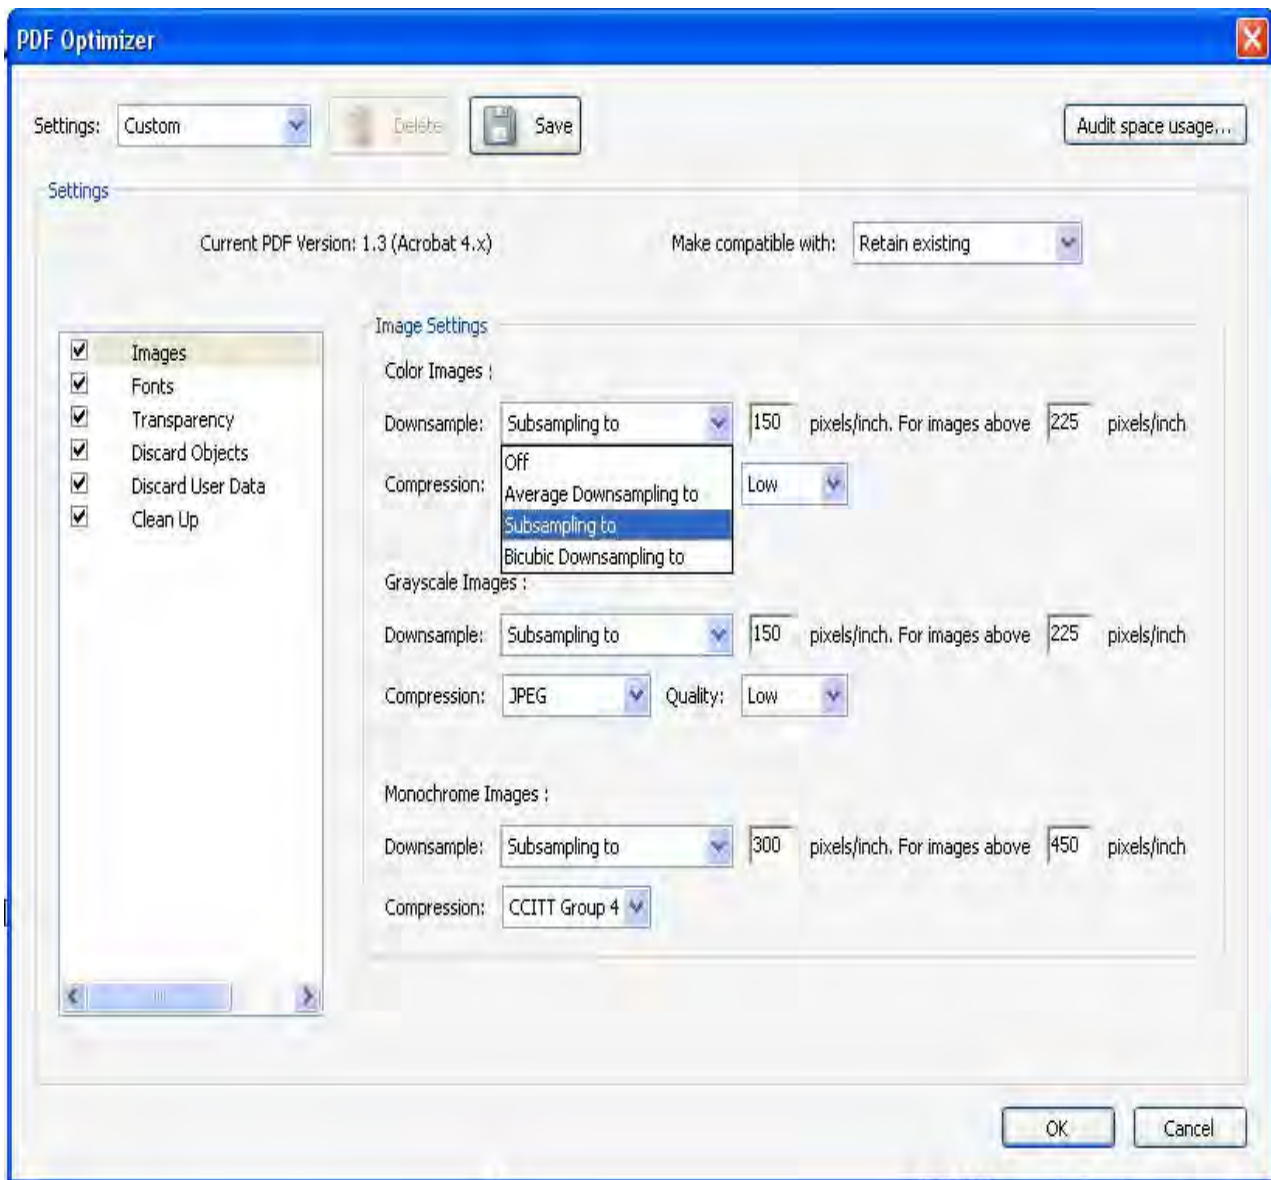 PDF Optimizer
Settings: Custom Delete Save Audit space usage...
Settings
Current PDF Version: 1.3 (Acrobat 4.x) Make compatible with: Retain existing
Image Settings
Images
Fonts
Transparency
Discard Objects
Discard User Data
Clean Up
Color Images :
Downsample: Subsampling to 150 pixels/inch. For images above 225 pixels/inch
Off
Average Downsampling to
Subsampling to
Bicubic Downsampling to
Compression: Low
Grayscale Images :
Downsample: Subsampling to 150 pixels/inch. For images above 225 pixels/inch
Compression: JPEG Quality: Low
Monochrome Images :
Downsample: Subsampling to 300 pixels/inch. For images above 450 pixels/inch
Compression: CCITT Group 4
OK Cancel